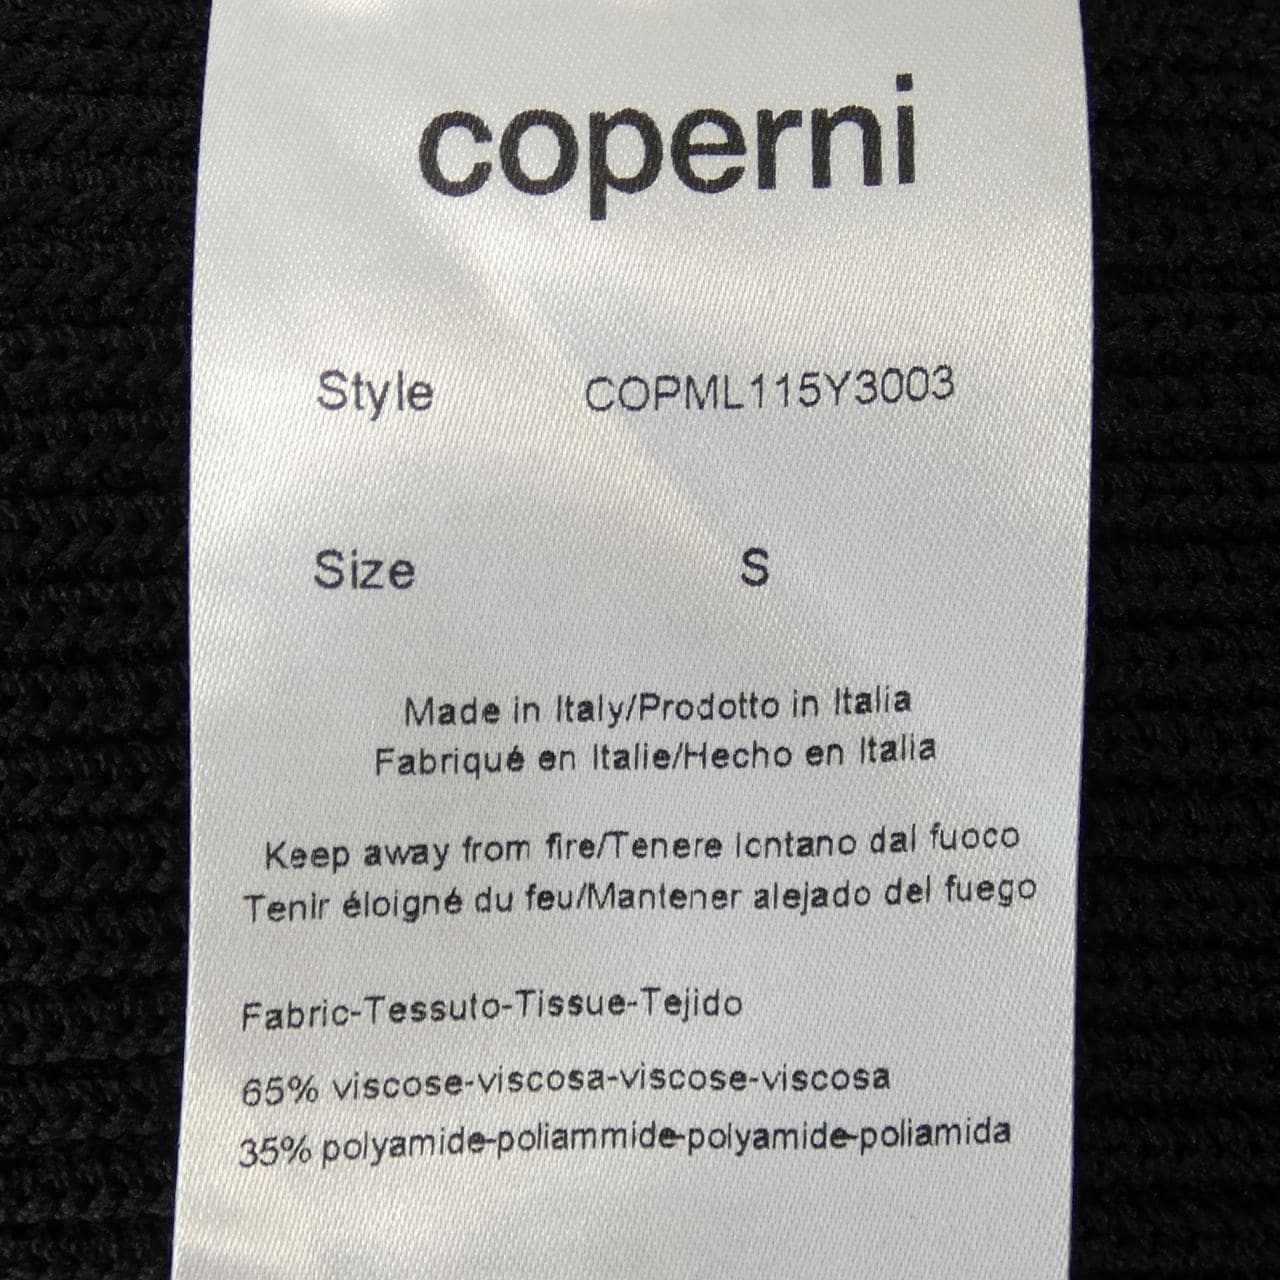 coperni
Style COPML115Y3003
Size S
Made in Italy/Prodotto in Italia
Fabriqué en Italie/Hecho en Italia
Keep away from fire/Tenere lontano dal fuoco
Tenir éloigné du feu/Mantener alejado del fuego
Fabric-Tessuto-Tissue-Tejido
65% viscose-viscosa-viscose-viscosa
35% polyamide-poliammide-polyamide-poliamida